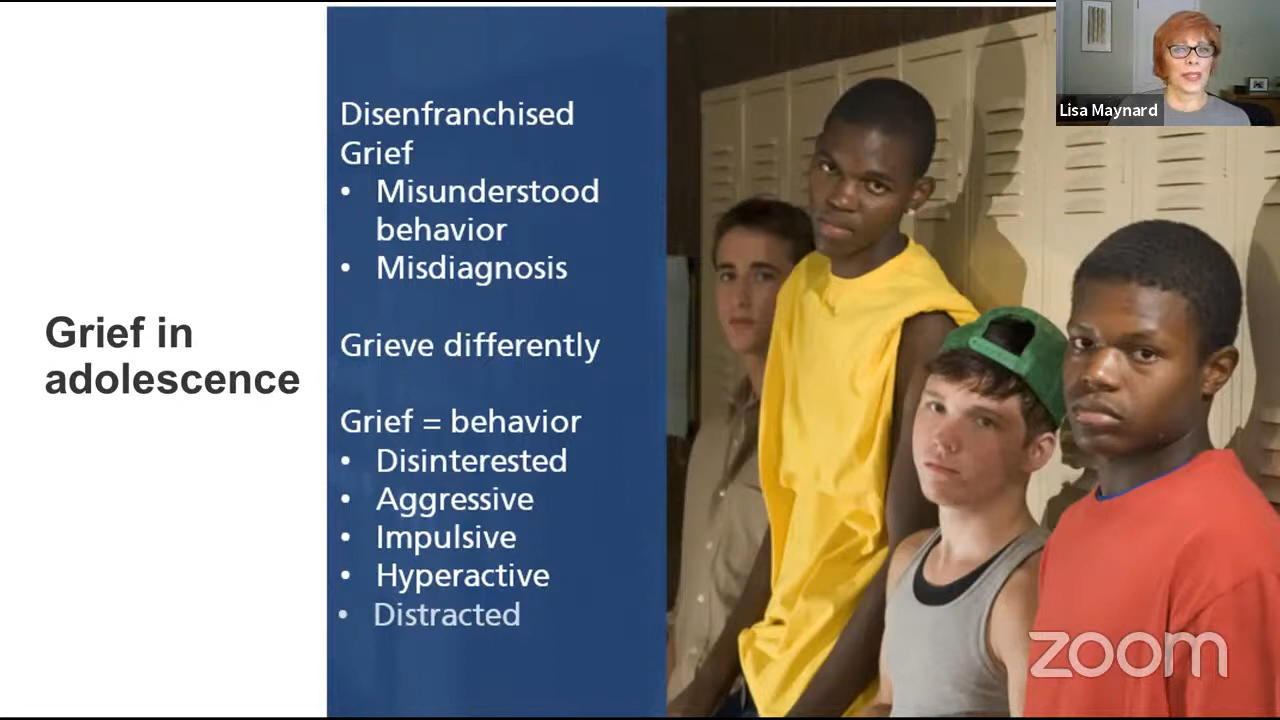 Grief in
adolescence
Disenfranchised
Grief
• Misunderstood
behavior
• Misdiagnosis
Grieve differently
Grief = behavior
• Disinterested
• Aggressive
• Impulsive
• Hyperactive
• Distracted
Lisa Maynard
zoom